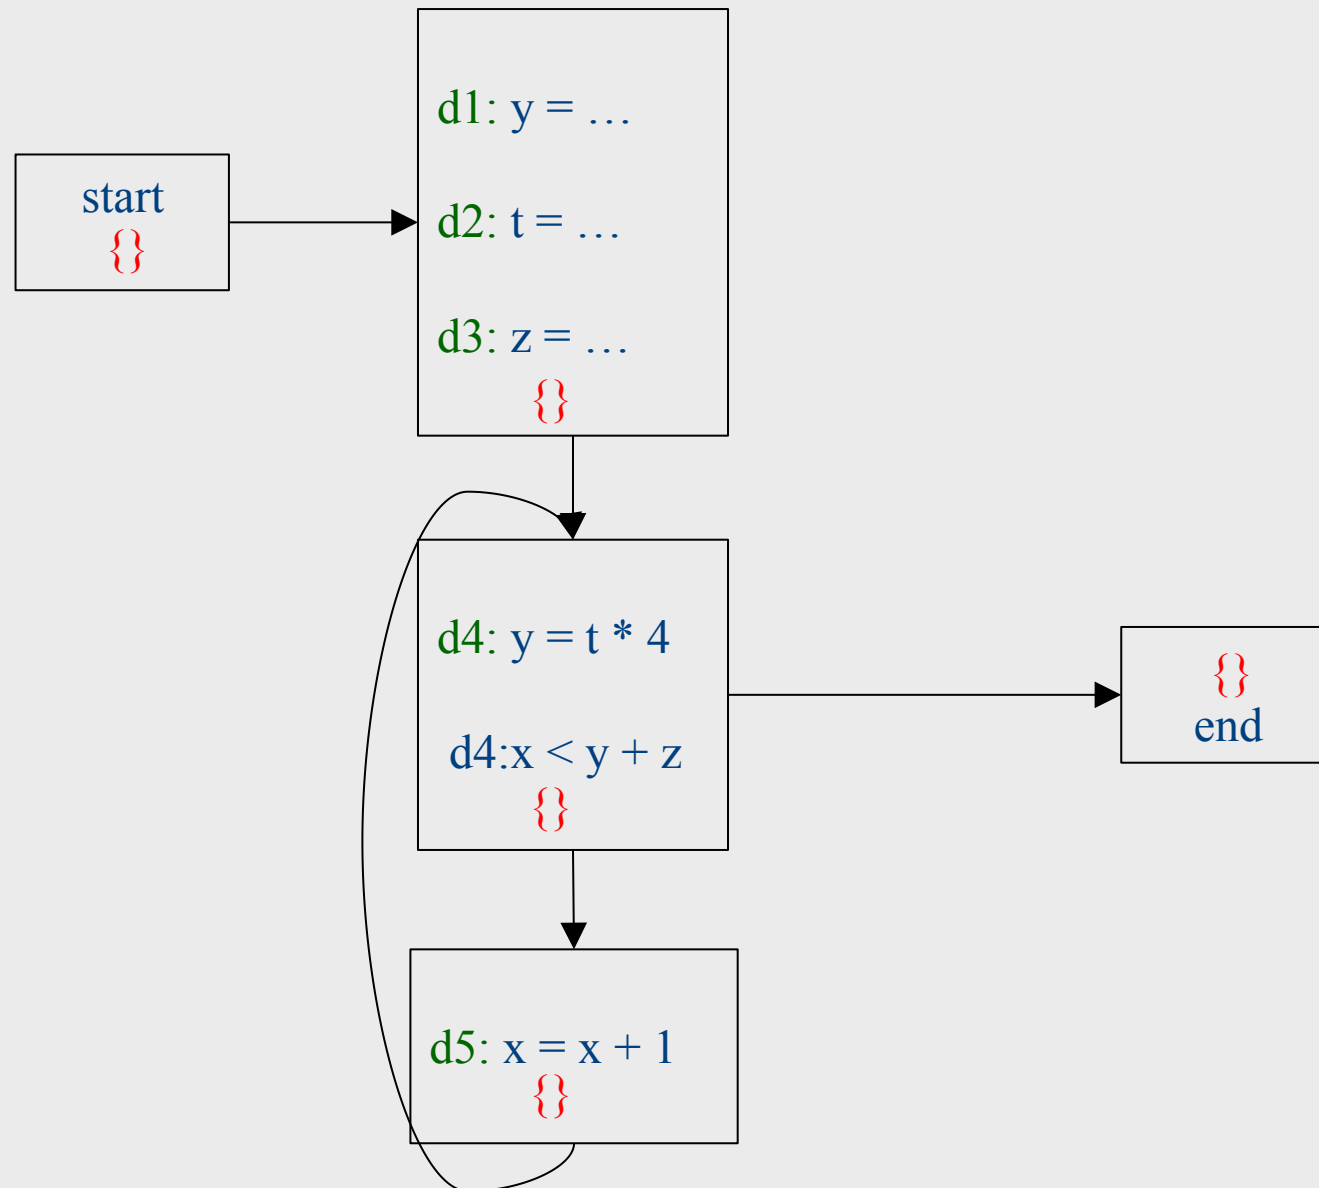 start
{}
d1: y = …
d2: t = …
d3: z = …
{}
d4: y = t * 4
d4:x < y + z
{}
{}
end
d5: x = x + 1
{}